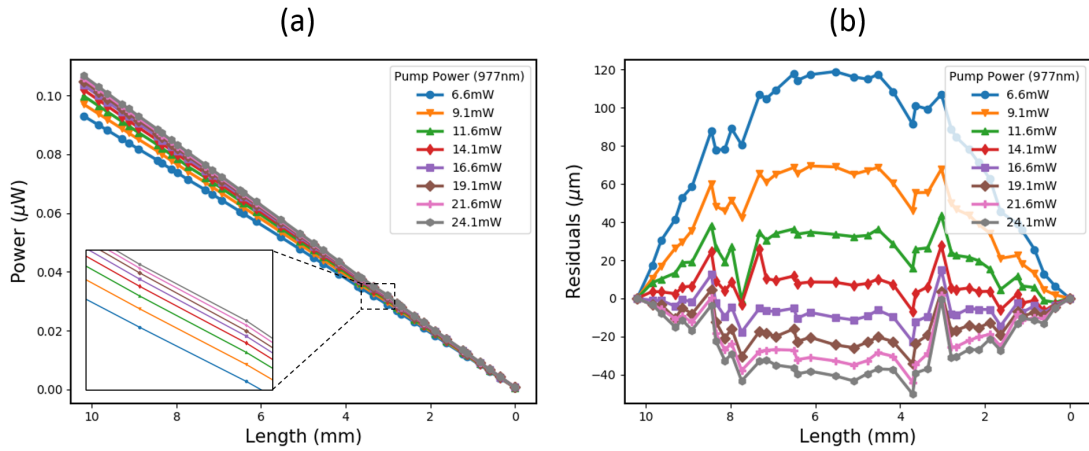 (a)
Power (μW)
0.10
0.08
0.06
0.04
0.02
0.00
10
8
6
4
2
0
Length (mm)
Pump Power (977nm)
6.6mW
9.1mW
11.6mW
14.1mW
16.6mW
19.1mW
21.6mW
24.1mW
(b)
Residuals (μm)
120
100
80
60
40
20
0
−20
−40
10
8
6
4
2
0
Length (mm)
Pump Power (977nm)
6.6mW
9.1mW
11.6mW
14.1mW
16.6mW
19.1mW
21.6mW
24.1mW